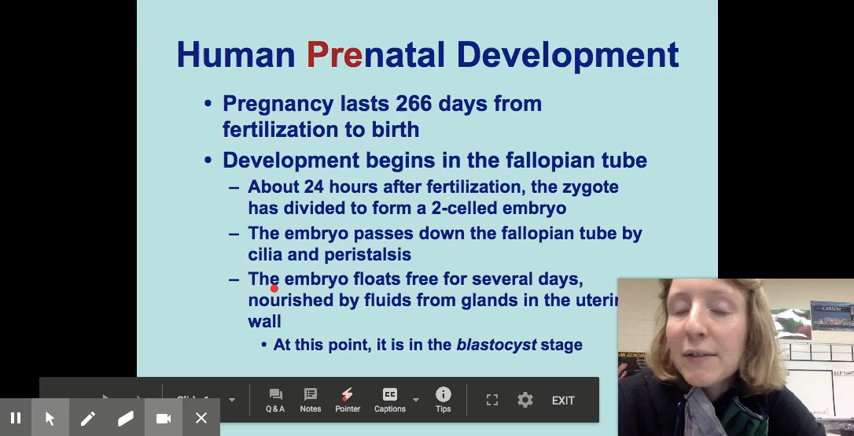 Human Prenatal Development
• Pregnancy lasts 266 days from
fertilization to birth
• Development begins in the fallopian tube
– About 24 hours after fertilization, the zygote
has divided to form a 2-celled embryo
– The embryo passes down the fallopian tube by
cilia and peristalsis
– The embryo floats free for several days,
nourished by fluids from glands in the
wall
• At this point, it is in the blastocyst stage
CARSON
Q & A Notes Pointer Captions Tips EXIT